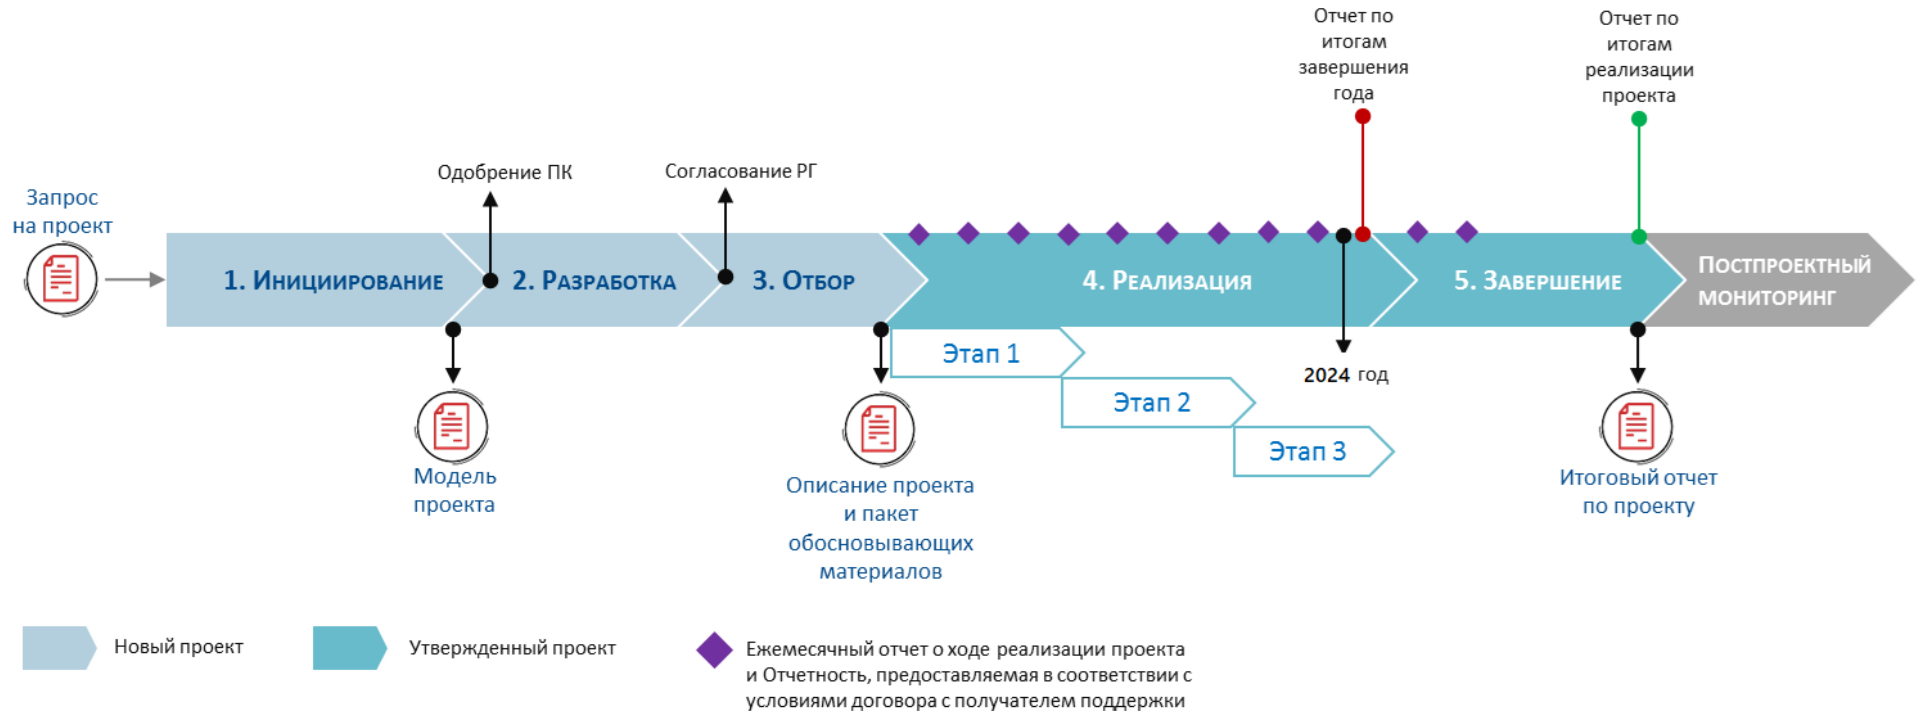 Отчет по
итогам
завершения
года
Отчет по
итогам
реализации
проекта
Одобрение ПК
Согласование РГ
Запрос
на проект
1. Инициирование
2. Разработка
3. Отбор
4. Реализация
5. Завершение
Постпроектный
мониторинг
Этап 1
Этап 2
Этап 3
2024 год
Модель
проекта
Описание проекта
и пакет
обосновывающих
материалов
Итоговый отчет
по проекту
Новый проект
Утвержденный проект
Ежемесячный отчет о ходе реализации проекта
и Отчетность, предоставляемая в соответствии с
условиями договора с получателем поддержки